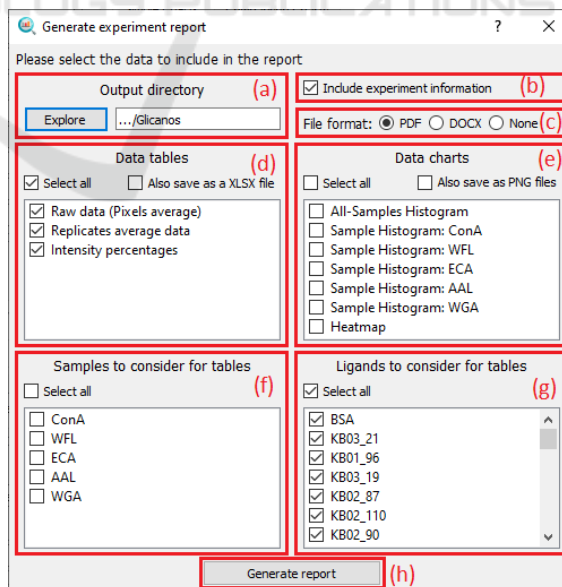 Generate experiment report ? ×
Please select the data to include in the report
Output directory (a)
Explore .../Glicanos
Include experiment information (b)
File format: PDF DOCX None (c)
Data tables (d)
Select all Also save as a XLSX file
Raw data (Pixels average)
Replicates average data
Intensity percentages
Data charts (e)
Select all Also save as PNG files
All-Samples Histogram
Sample Histogram: ConA
Sample Histogram: WFL
Sample Histogram: ECA
Sample Histogram: AAL
Sample Histogram: WGA
Heatmap
Samples to consider for tables
Select all (f)
ConA
WFL
ECA
AAL
WGA
Ligands to consider for tables
Select all (g)
BSA
KB03_21
KB01_96
KB03_19
KB02_87
KB02_110
KB02_90
Generate report (h)